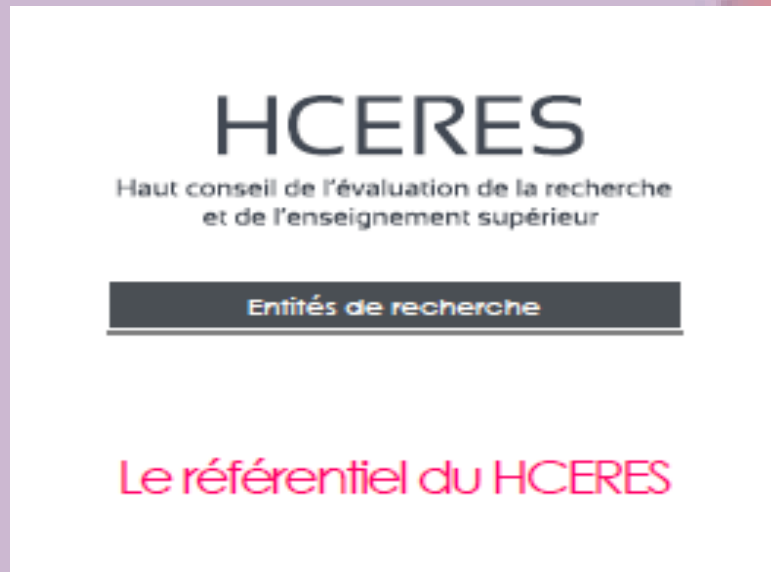 HCERES
Haut conseil de l'évaluation de la recherche
et de l'enseignement supérieur
Entités de recherche
Le référentiel du HCERES